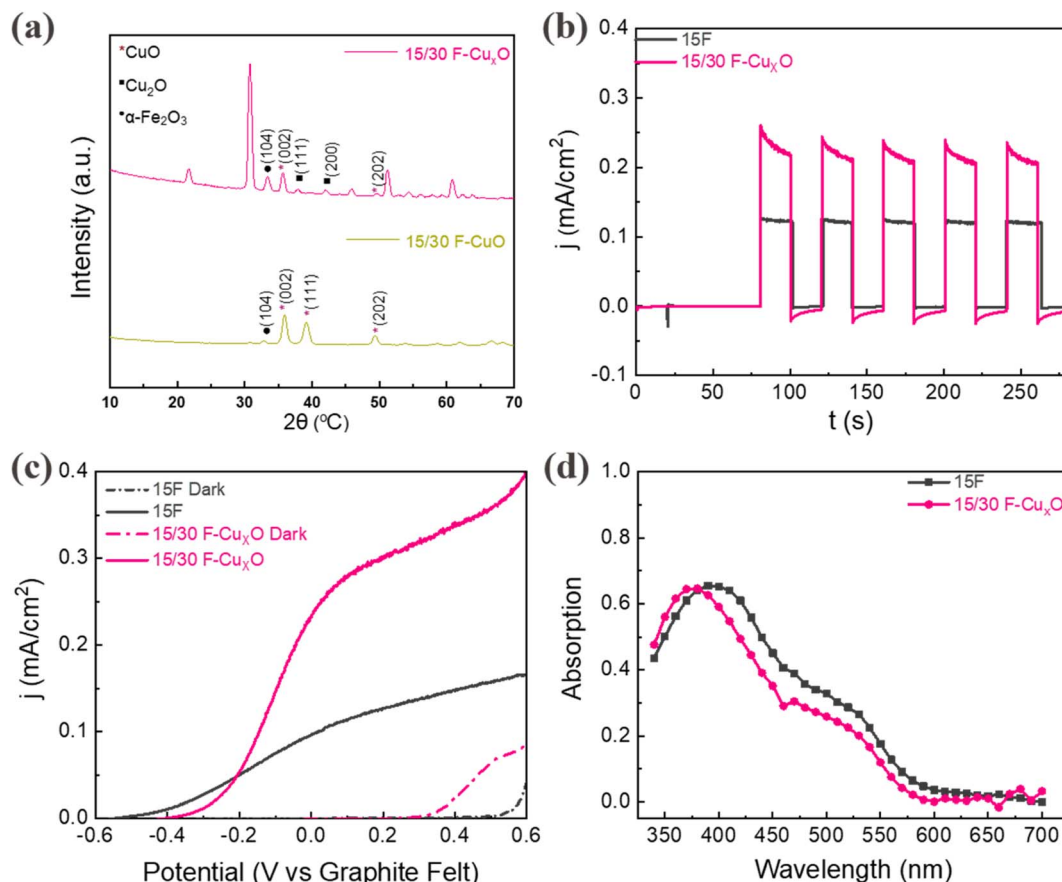 (a)
*CuO
■Cu₂O
▪α-Fe₂O₃
15/30 F-CuₓO
●(104)
*(002)
■(111)
■(200)
*(202)
15/30 F-CuO
●(104)
*(002)
*(111)
*(202)
Intensity (a.u.)
10 20 30 40 50 60 70
2θ (ºC)
(b)
15F
15/30 F-CuₓO
0.4
0.3
0.2
0.1
0.0
-0.1
j (mA/cm²)
0 50 100 150 200 250
t (s)
(c)
15F Dark
15F
15/30 F-CuₓO Dark
15/30 F-CuₓO
0.4
0.3
0.2
0.1
0.0
j (mA/cm²)
-0.6 -0.4 -0.2 0.0 0.2 0.4 0.6
Potential (V vs Graphite Felt)
(d)
15F
15/30 F-CuₓO
1.0
0.8
0.6
0.4
0.2
0.0
Absorption
350 400 450 500 550 600 650 700
Wavelength (nm)